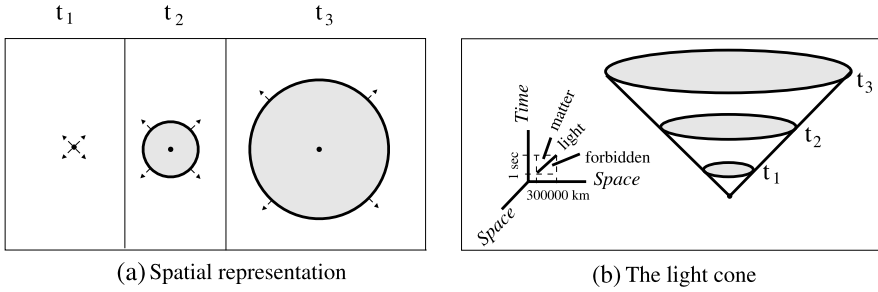 t1
t2
t3
Time
matter
light
1 sec
forbidden
Space
300000 km
Space
t3
t2
t1
(a) Spatial representation
(b) The light cone